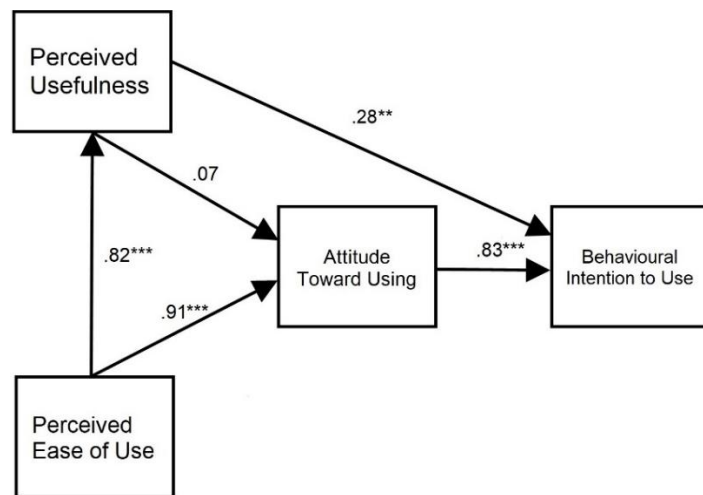 Perceived
Usefulness
.28**
.07
.82***
.91***
Attitude
Toward Using
.83***
Behavioural
Intention to Use
Perceived
Ease of Use